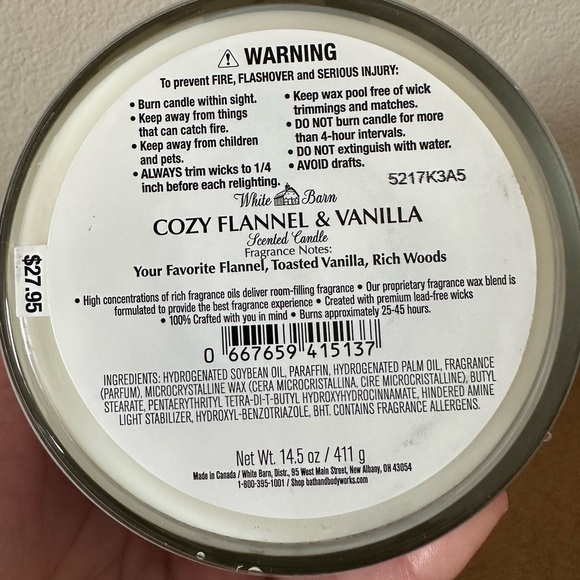 WARNING
To prevent FIRE, FLASHOVER and SERIOUS INJURY:
• Burn candle within sight.
• Keep away from things
that can catch fire.
• Keep away from children
and pets.
• ALWAYS trim wicks to 1/4
inch before each relighting.
• Keep wax pool free of wick
trimmings and matches.
• DO NOT burn candle for more
than 4-hour intervals.
• DO NOT extinguish with water.
• AVOID drafts.
5217K3A5
White Barn
COZY FLANNEL & VANILLA
Scented Candle
Fragrance Notes:
Your Favorite Flannel, Toasted Vanilla, Rich Woods
$27.95
• High concentrations of rich fragrance oils deliver room-filling fragrance • Our proprietary fragrance wax blend is
formulated to provide the best fragrance experience • Created with premium lead-free wicks
• 100% Crafted with you in mind • Burns approximately 25-45 hours.
0 667659 415137
INGREDIENTS: HYDROGENATED SOYBEAN OIL, PARAFFIN, HYDROGENATED PALM OIL, FRAGRANCE
(PARFUM), MICROCRYSTALLINE WAX (CERA MICROCRISTALLINA, CIRE MICROCRISTALLINE), BUTYL
STEARATE, PENTAERYTHRITYL TETRA-DI-T-BUTYL HYDROXYHYDROCINNAMATE, HINDERED AMINE
LIGHT STABILIZER, HYDROXYL-BENZOTRIAZOLE, BHT. CONTAINS FRAGRANCE ALLERGENS.
Net Wt. 14.5 oz / 411 g
Made in Canada / White Barn, Distr., 95 West Main Street, New Albany, OH 43054
1-800-395-1001 / Shop bathandbodyworks.com